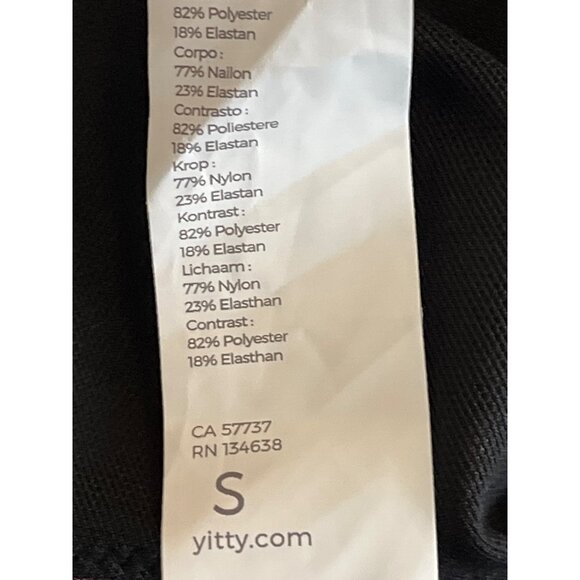 82% Polyester
18% Elastan
Corpo:
77% Nailon
23% Elastan
Contrasto:
82% Poliestere
18% Elastan
Krop:
77% Nylon
23% Elastan
Kontrast:
82% Polyester
18% Elastan
Lichaam:
77% Nylon
23% Elasthan
Contrast:
82% Polyester
18% Elasthan
CA 57737
RN 134638
S
yitty.com